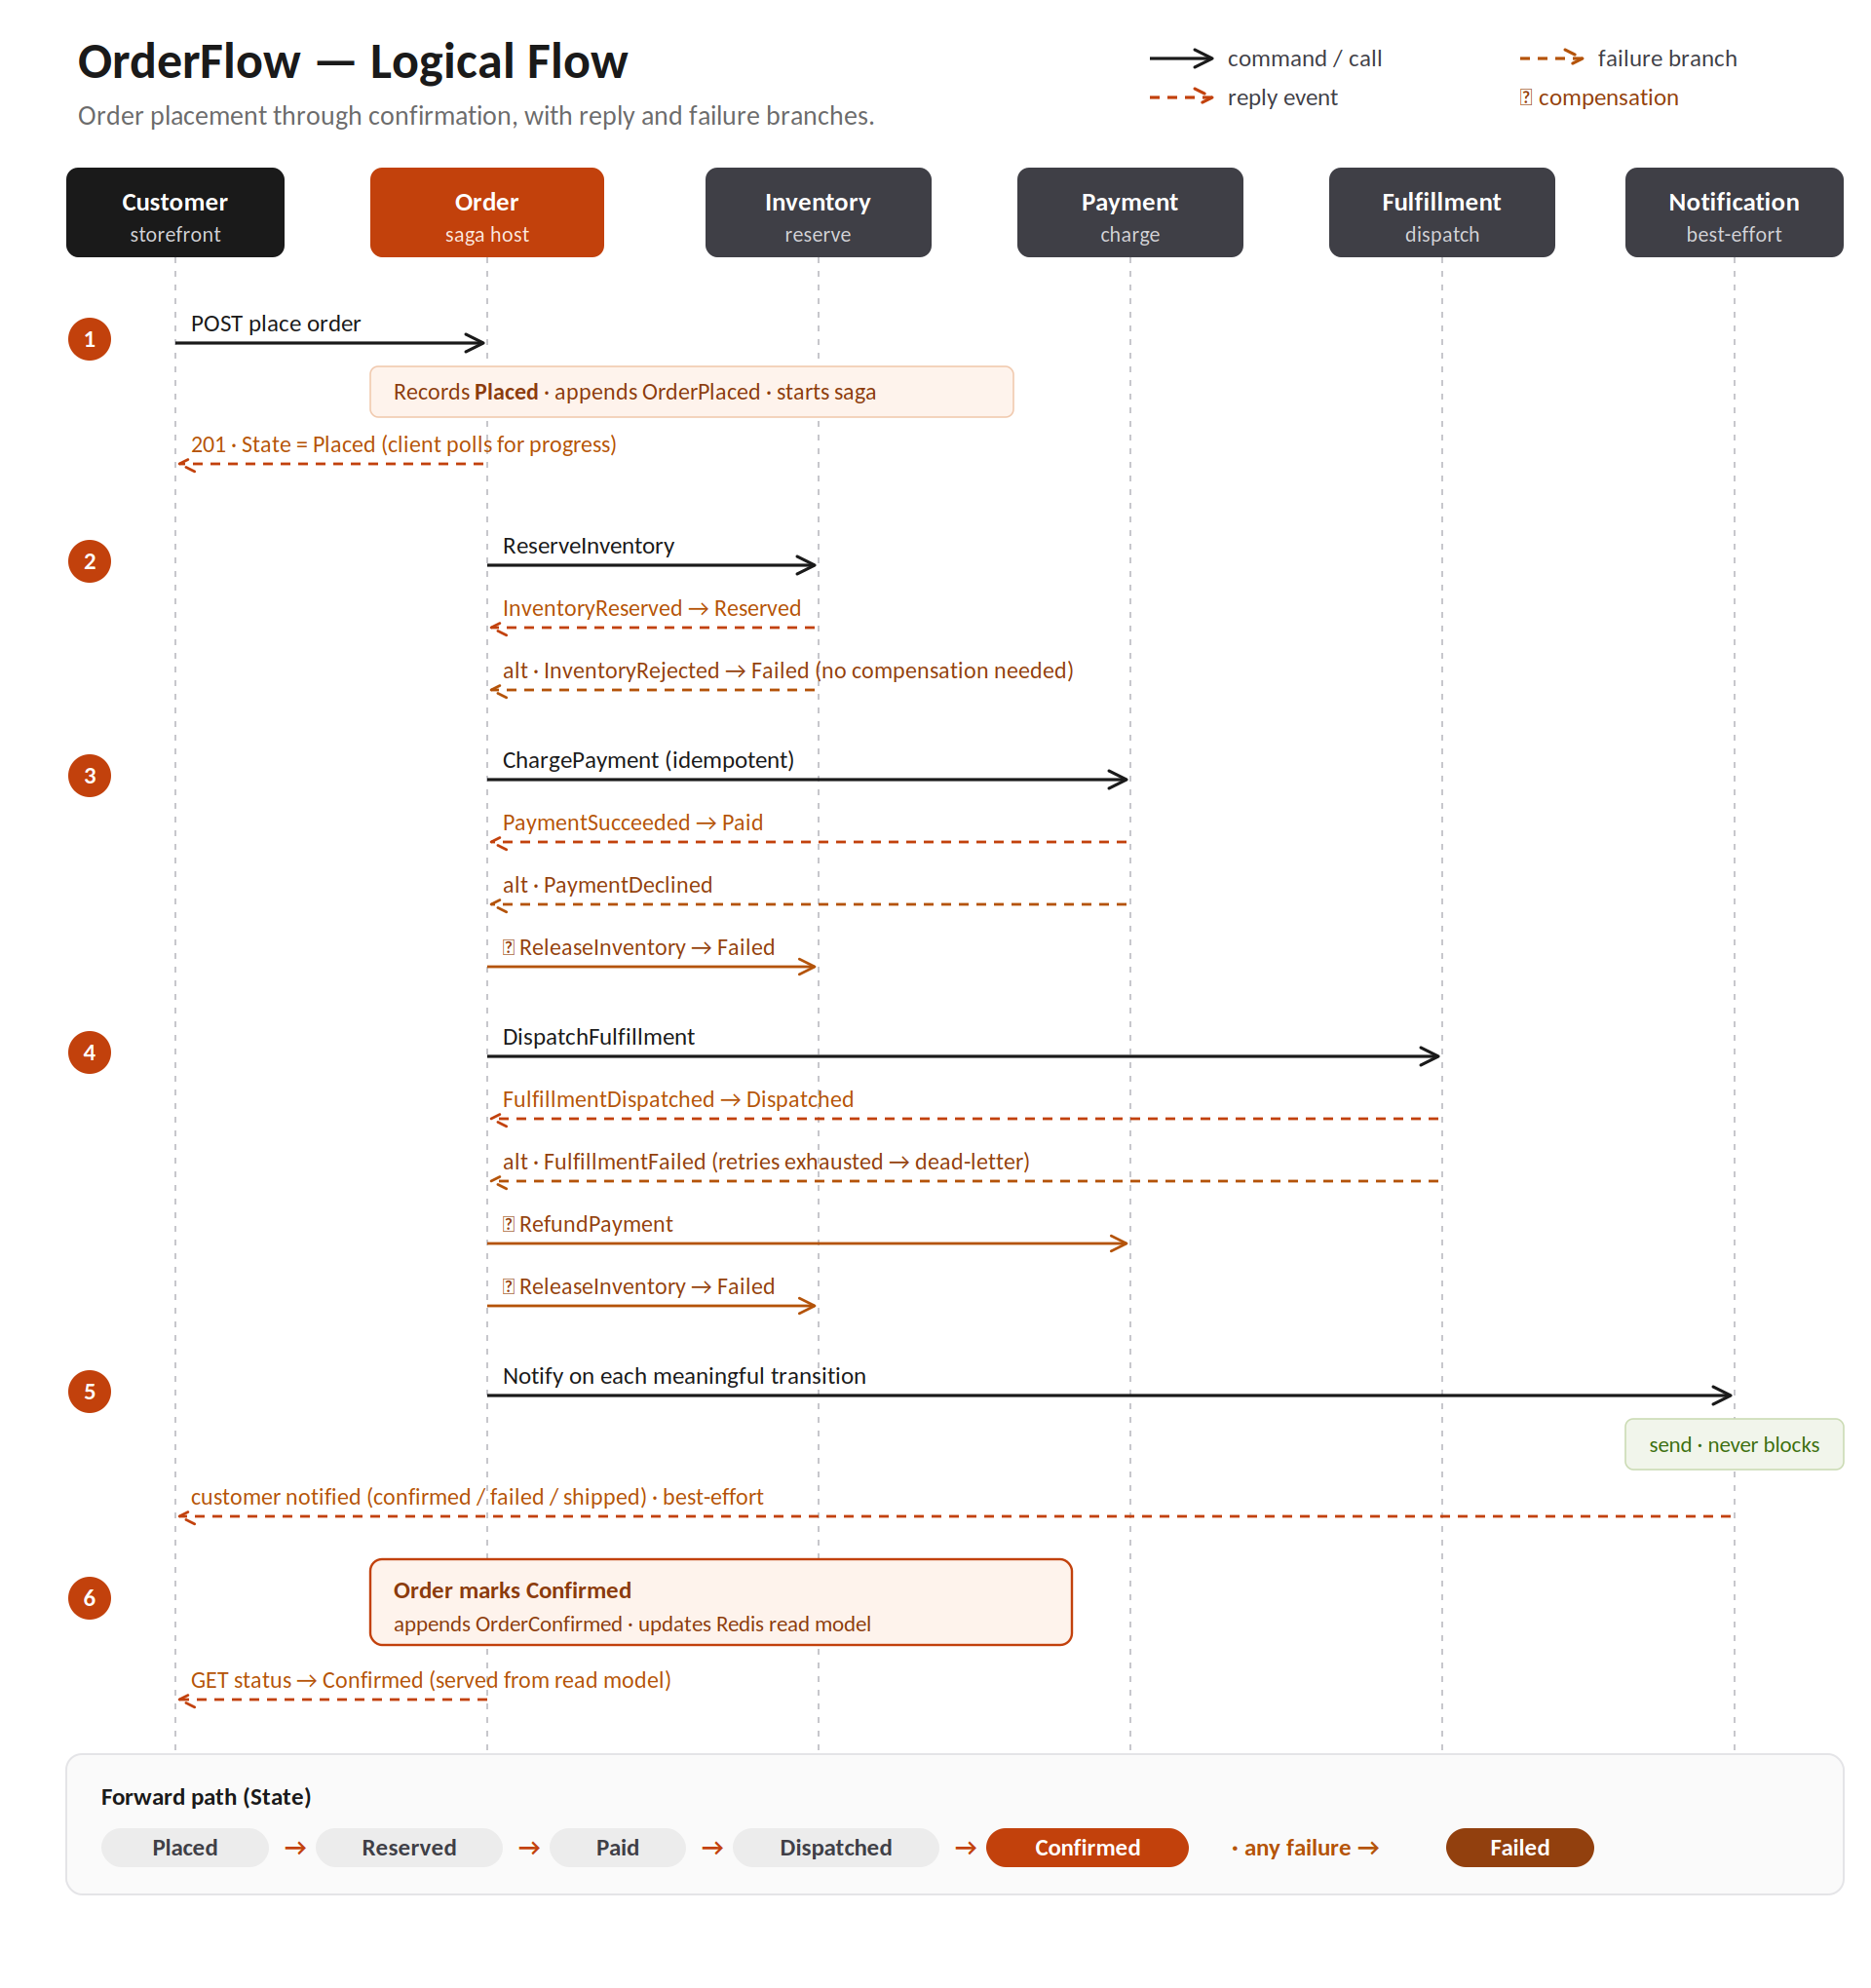 OrderFlow — Logical Flow
Order placement through confirmation, with reply and failure branches.
command / call
failure branch
reply event
compensation
Customer
storefront
Order
saga host
Inventory
reserve
Payment
charge
Fulfillment
dispatch
Notification
best-effort
1
POST place order
Records Placed · appends OrderPlaced · starts saga
201 · State = Placed (client polls for progress)
2
ReserveInventory
InventoryReserved → Reserved
alt · InventoryRejected → Failed (no compensation needed)
3
ChargePayment (idempotent)
PaymentSucceeded → Paid
alt · PaymentDeclined
ReleaseInventory → Failed
4
DispatchFulfillment
FulfillmentDispatched → Dispatched
alt · FulfillmentFailed (retries exhausted → dead-letter)
RefundPayment
ReleaseInventory → Failed
5
Notify on each meaningful transition
send · never blocks
customer notified (confirmed / failed / shipped) · best-effort
6
Order marks Confirmed
appends OrderConfirmed · updates Redis read model
GET status → Confirmed (served from read model)
Forward path (State)
Placed → Reserved → Paid → Dispatched → Confirmed · any failure → Failed